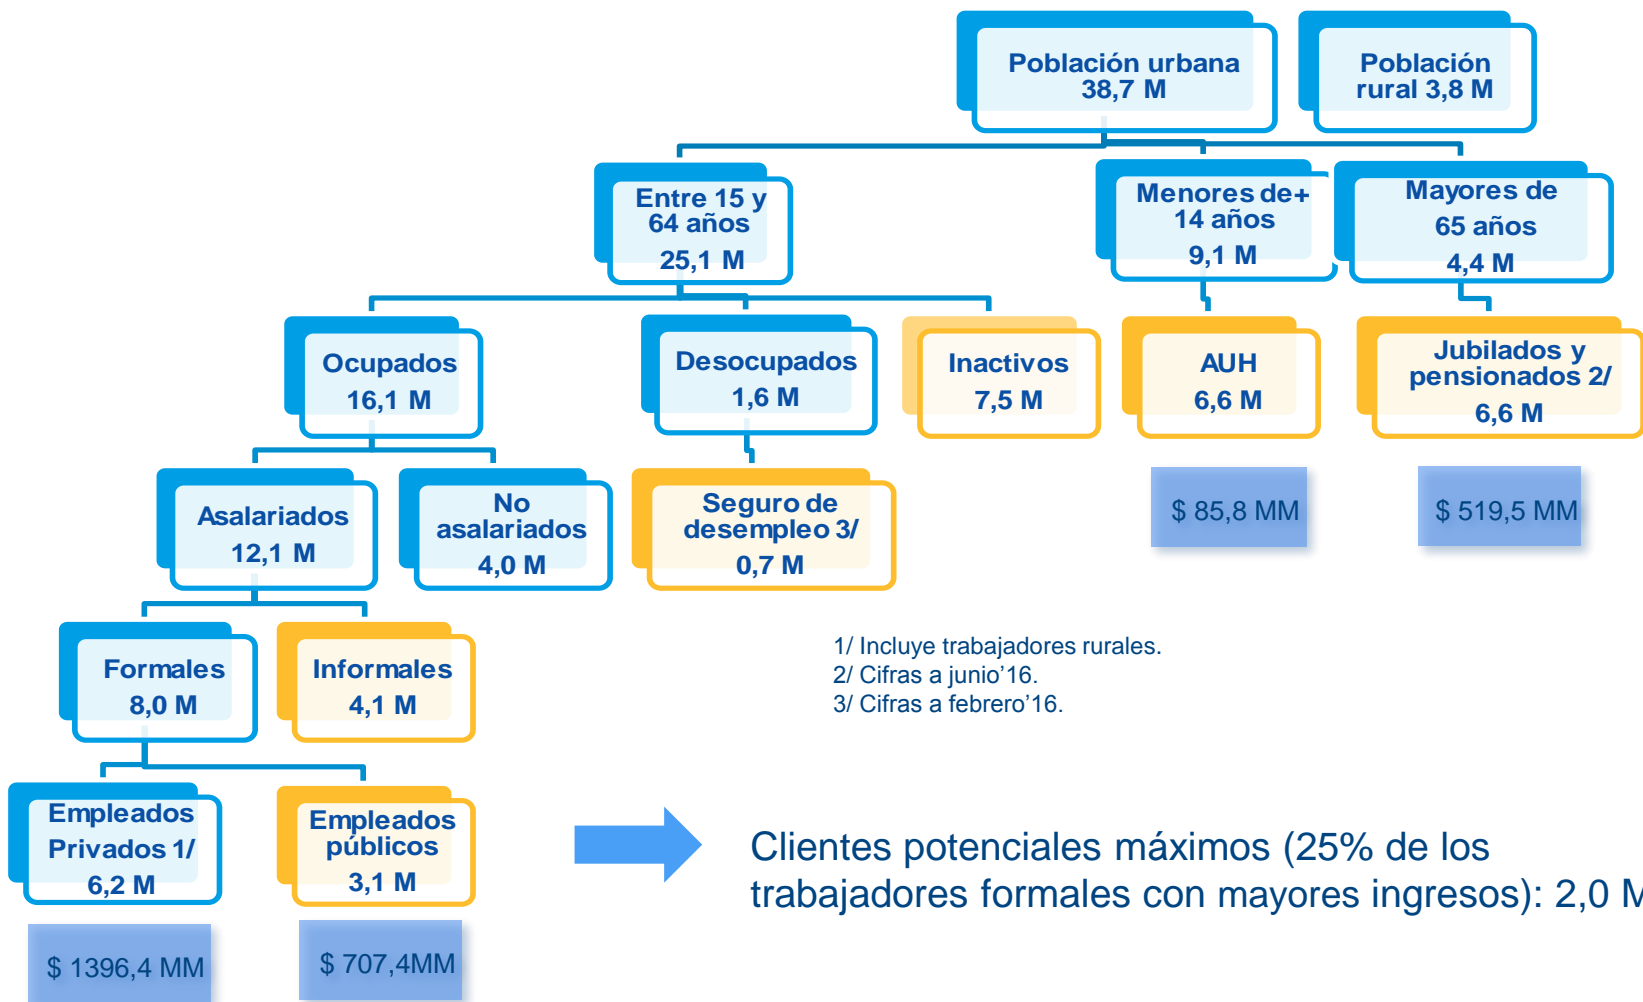 Población urbana
38,7 M
Población
rural 3,8 M
Entre 15 y
64 años
25,1 M
Menores de+
14 años
9,1 M
Mayores de
65 años
4,4 M
Ocupados
16,1 M
Desocupados
1,6 M
Inactivos
7,5 M
AUH
6,6 M
Jubilados y
pensionados 2/
6,6 M
Asalariados
12,1 M
No
asalariados
4,0 M
Seguro de
desempleo 3/
0,7 M
$ 85,8 MM
$ 519,5 MM
Formales
8,0 M
Informales
4,1 M
1/ Incluye trabajadores rurales.
2/ Cifras a junio’16.
3/ Cifras a febrero’16.
Empleados
Privados 1/
6,2 M
Empleados
públicos
3,1 M
Clientes potenciales máximos (25% de los
trabajadores formales con mayores ingresos): 2,0 M
$ 1396,4 MM
$ 707,4MM